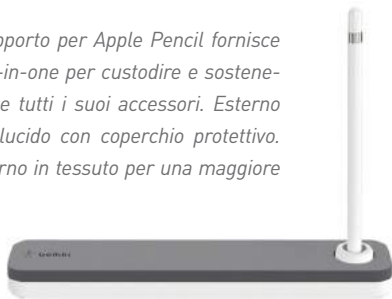 pporto per Apple Pencil fornisce
-in-one per custodire e sostene-
e tutti i suoi accessori. Esterno
lucido con coperchio protettivo.
rno in tessuto per una maggiore
belkin